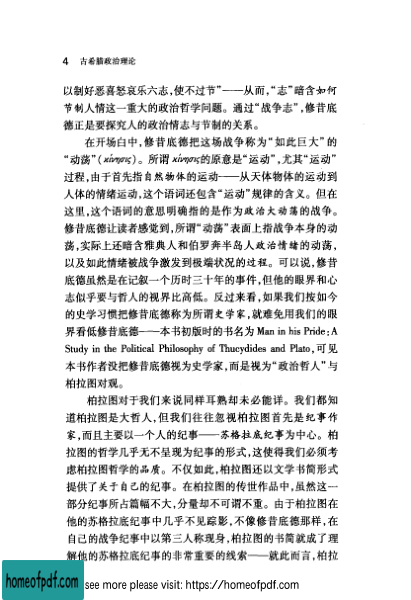 4 古希腊政治理论
以制好恶喜怒哀乐六志,使不过节”——从而,“志”暗含如何
节制人情这一重大的政治哲学问题。通过“战争志”,修昔底
德正是要探究人的政治情志与节制的关系。
在开场白中,修昔底德把这场战争称为“如此巨大”的
“动荡”(κίνησις)。所谓 κίνησις的原意是“运动”,尤其“运动”
过程,由于首先指自然物体的运动——从天体物体的运动到
人体的情绪运动,这个语词还包含“运动”规律的含义。但在
这里,这个语词的意思明确指的是作为政治大动荡的战争。
修昔底德让读者感觉到,所谓“动荡”表面上指战争本身的动
荡,实际上还暗含雅典人和伯罗奔半岛人政治情绪的动荡,
以及如此情绪被战争激发到极端状况的过程。可以说,修昔
底德虽然是在记叙一个历时三十年的事件,但他的眼界和心
志似乎要与哲人的视界比高低。反过来看,如果我们按如今
的史学习惯把修昔底德称为所谓史学家,就难免用我们的眼
界看低修昔底德——本书初版时的书名为 Man in his Pride:A
Study in the Political Philosophy of Thucydides and Plato,可见
本书作者没把修昔底德视为史学家,而是视为“政治哲人”与
柏拉图对观。
柏拉图对于我们来说同样耳熟却未必能详。我们都知
道柏拉图是大哲人,但我们往往忽视柏拉图首先是纪事作
家,而且主要以一个人的纪事——苏格拉底纪事为中心。柏
拉图的哲学几乎无不呈现为纪事的形式,这使得我们必须考
虑柏拉图哲学的品质。不仅如此,柏拉图还以文学书简形式
提供了关于自己的纪事。在柏拉图的传世作品中,虽然这一
部分纪事所占篇幅不大,分量却不可谓不重。由于柏拉图在
他的苏格拉底纪事中几乎不见踪影,不像修昔底德那样,在
自己的战争纪事中以第三人称现身,柏拉图的书简就成了理
解他的苏格拉底纪事的非常重要的线索——就此而言,柏拉
homeofpdf.com
see more please visit: https://homeofpdf.com